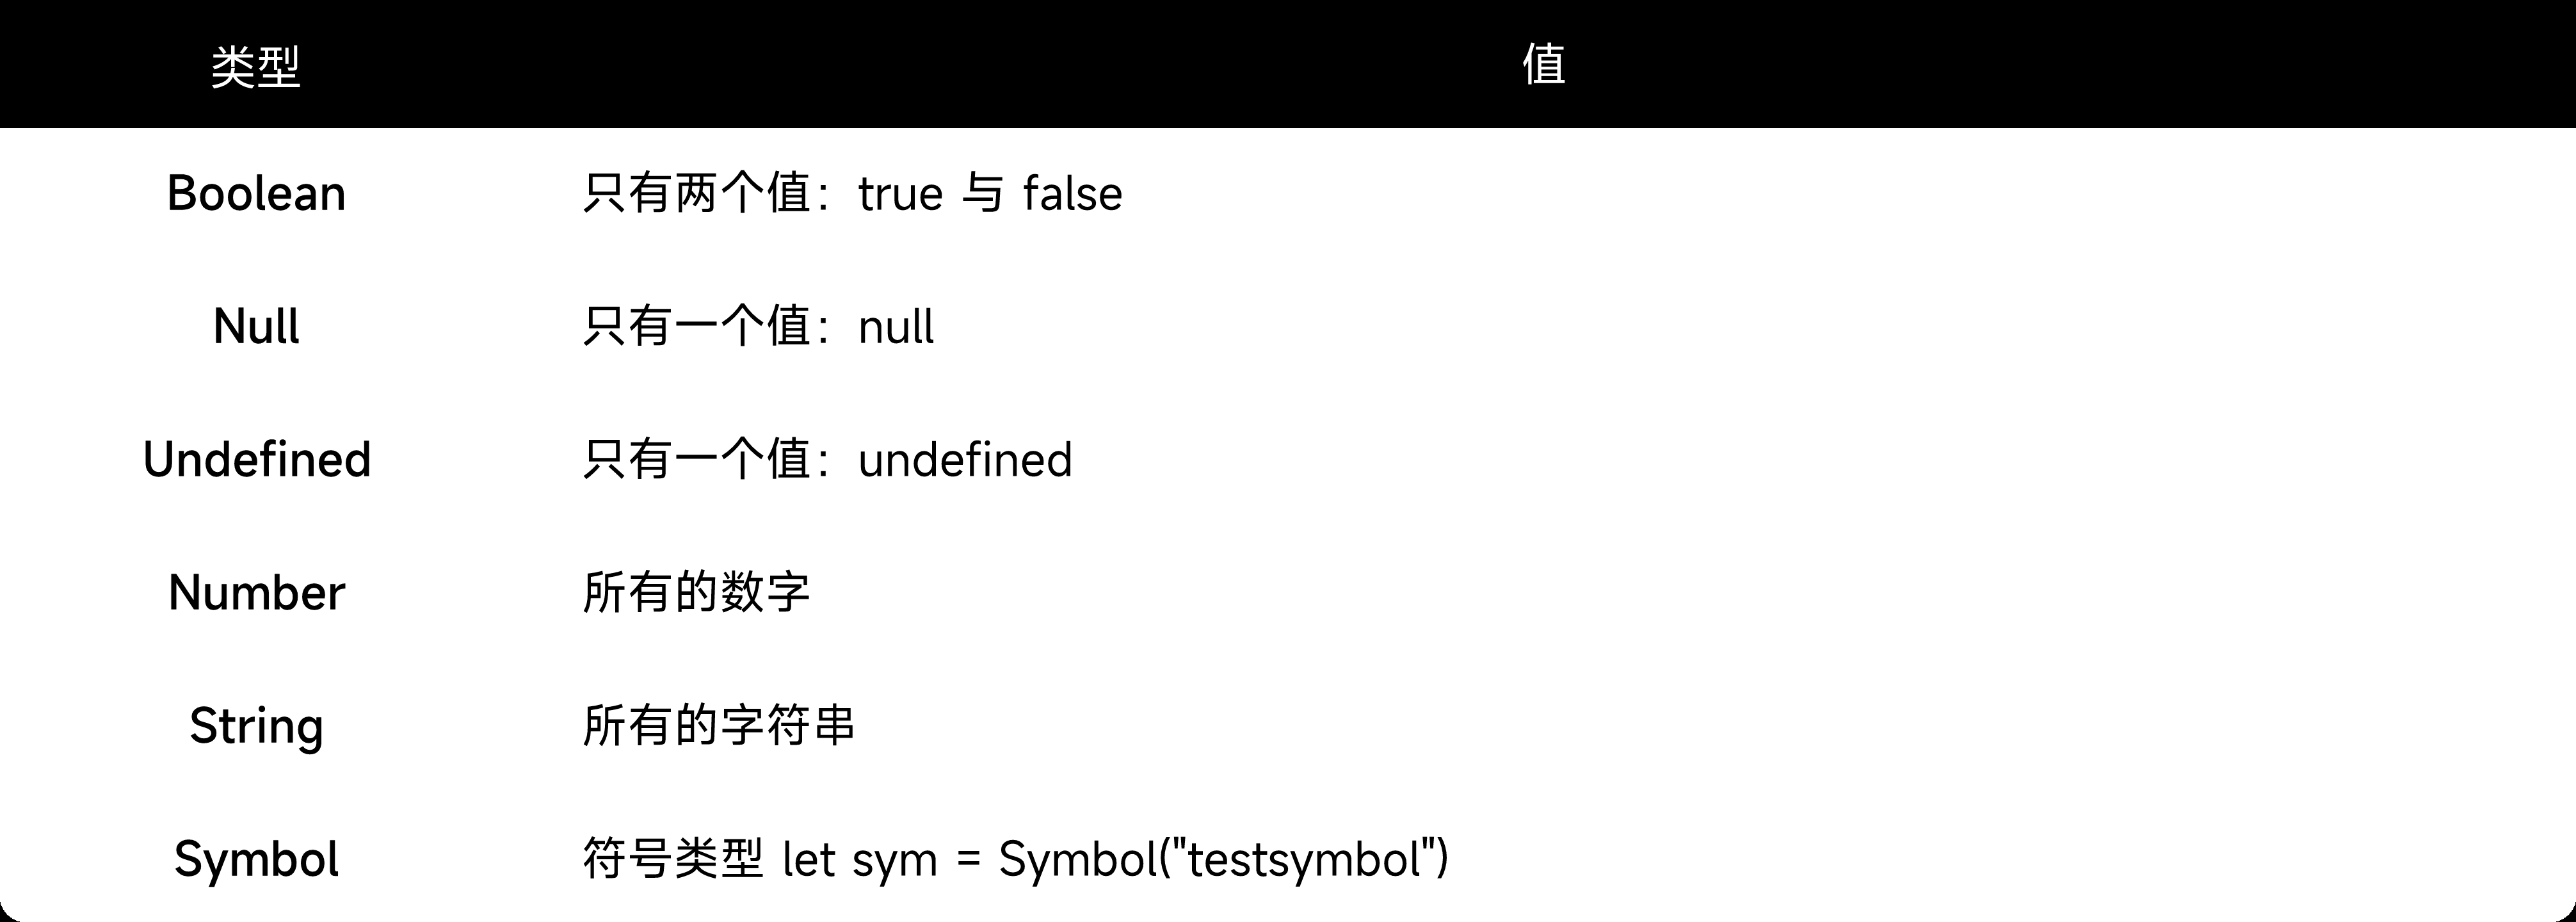 类型 值
Boolean 只有两个值：true 与 false
Null 只有一个值：null
Undefined 只有一个值：undefined
Number 所有的数字
String 所有的字符串
Symbol 符号类型 let sym = Symbol("testsymbol")